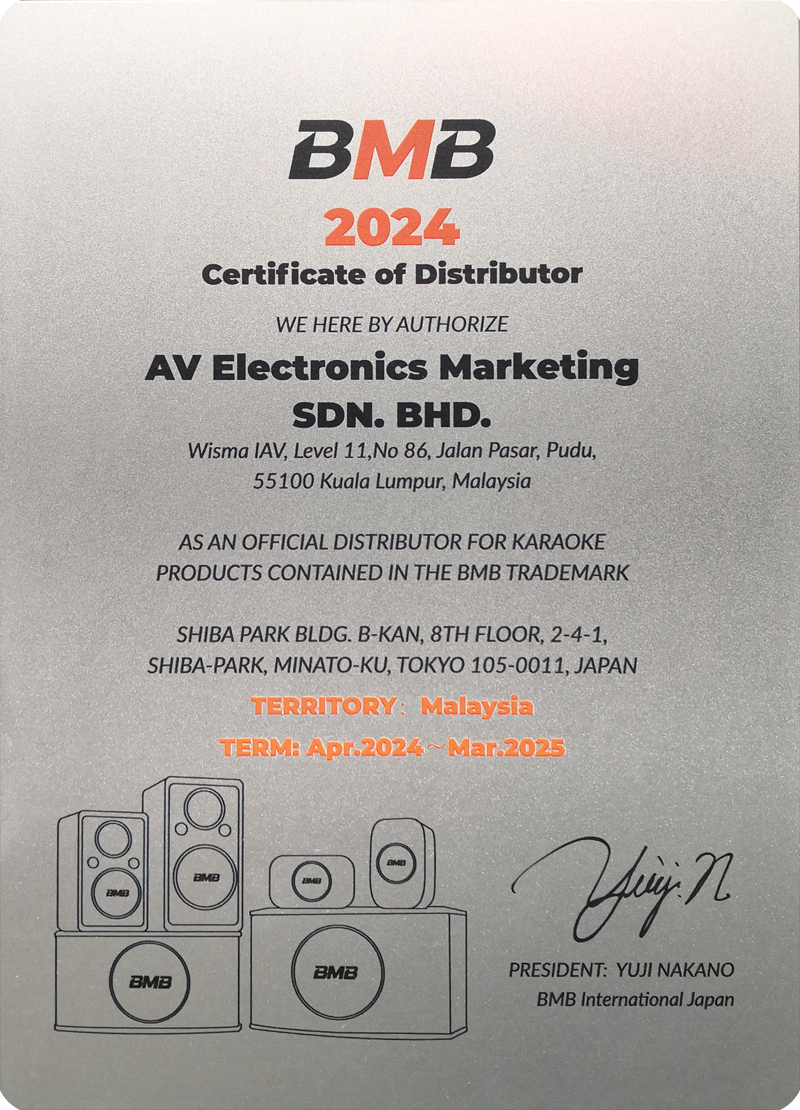 BMB
2024
Certificate of Distributor
WE HERE BY AUTHORIZE
AV Electronics Marketing
SDN. BHD.
Wisma IAV, Level 11,No 86, Jalan Pasar, Pudu,
55100 Kuala Lumpur, Malaysia
AS AN OFFICIAL DISTRIBUTOR FOR KARAOKE
PRODUCTS CONTAINED IN THE BMB TRADEMARK
SHIBA PARK BLDG. B-KAN, 8TH FLOOR, 2-4-1,
SHIBA-PARK, MINATO-KU, TOKYO 105-0011, JAPAN
TERRITORY： Malaysia
TERM: Apr.2024～Mar.2025
BMB
BMB
BMB
BMB
BMB
BMB
Yuji. N
PRESIDENT: YUJI NAKANO
BMB International Japan